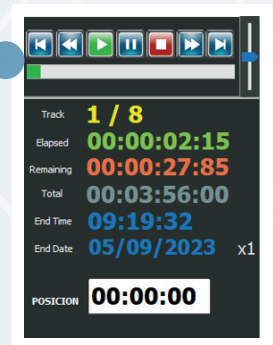 Track 1 / 8
Elapsed 00:00:02:15
Remaining 00:00:27:85
Total 00:03:56:00
End Time 09:19:32
End Date 05/09/2023 x1
POSICION 00:00:00